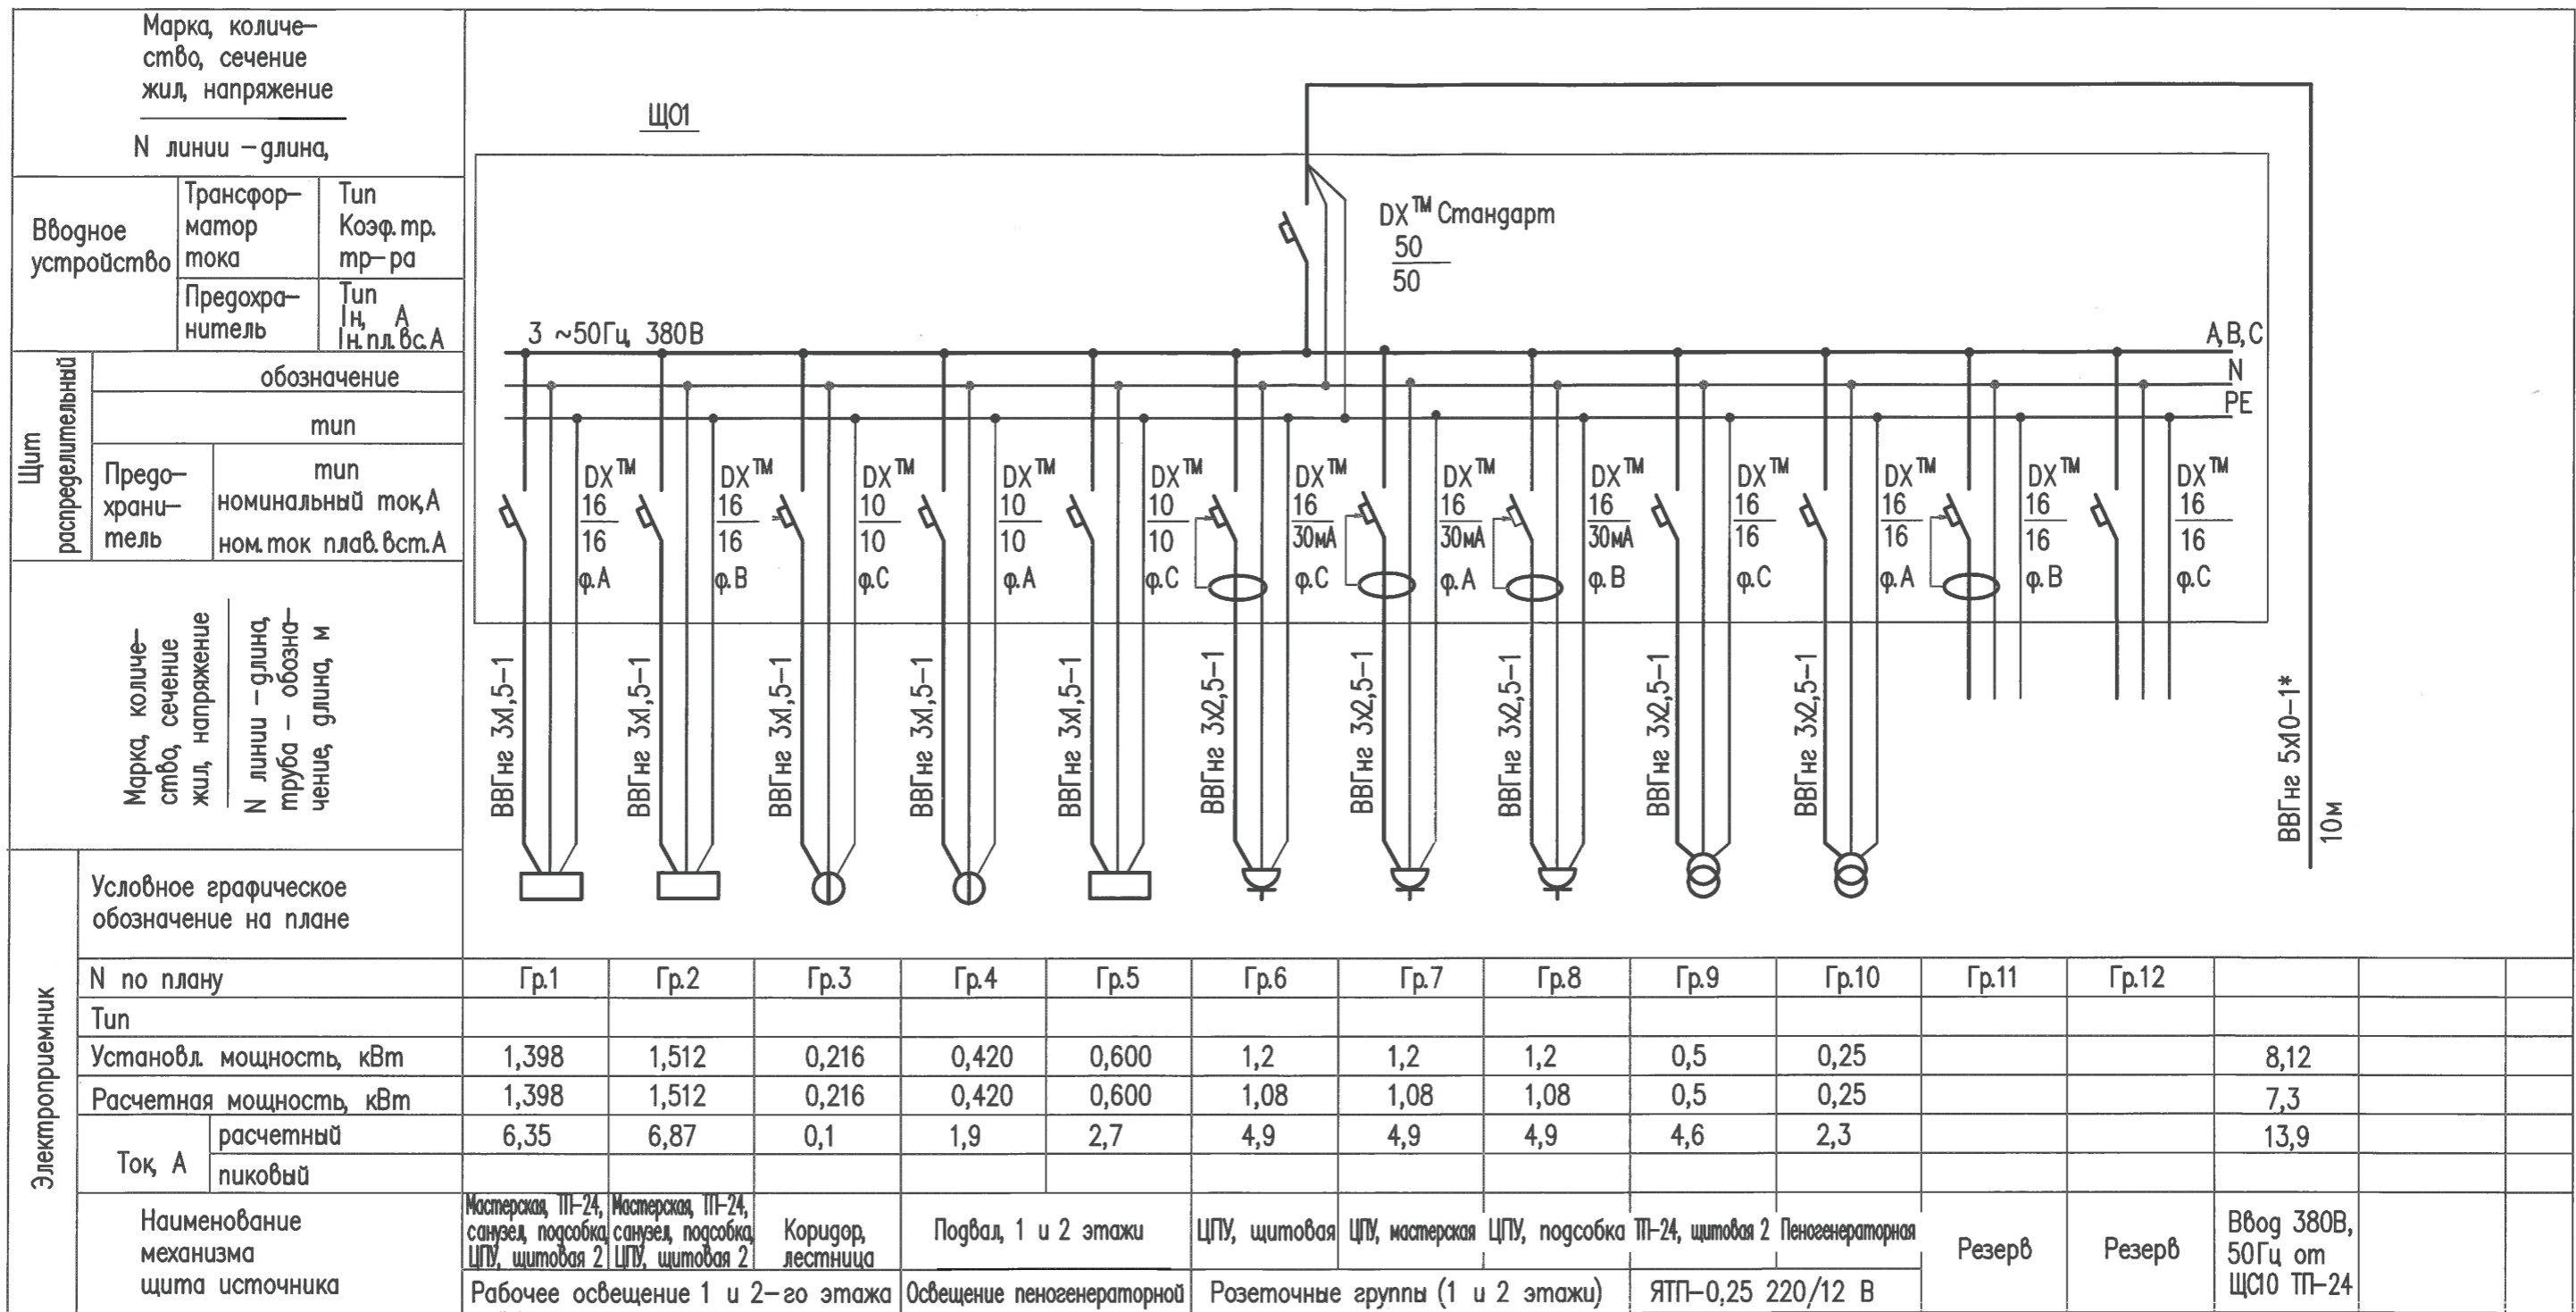 Марка, количе–
ство, сечение
жил, напряжение
N линии –длина,
Вводное
устройство
Трансфор–
матор
тока
Тип
Коэф. тр.
тр–ра
Предохра–
нитель
Тип
Iн, А
Iн.пл.вс.А
Щит
распределительный
обозначение
тип
Предо–
храни–
тель
тип
номинальный ток,А
ном.ток плав.вст.А
Марка, количе–
ство, сечение
жил, напряжение
N линии –длина,
труба – обозна–
чение, длина, м
ЩО1
DX™ Стандарт
50
50
3 ~50Гц, 380В
А,В,С
N
PE
DX™ DX™ DX™ DX™ DX™ DX™ DX™ DX™ DX™ DX™ DX™ DX™
16 16 10 10 10 16 16 16 16 16 16 16
16 16 10 10 10 30мА 30мА 30мА 16 16 16 16
ф.А ф.В ф.С ф.А ф.С ф.С ф.А ф.В ф.С ф.А ф.В ф.С
ВВГнг 3х1,5–1
ВВГнг 3х1,5–1
ВВГнг 3х1,5–1
ВВГнг 3х1,5–1
ВВГнг 3х1,5–1
ВВГнг 3х2,5–1
ВВГнг 3х2,5–1
ВВГнг 3х2,5–1
ВВГнг 3х2,5–1
ВВГнг 3х2,5–1
ВВГнг 5х10–1*
10м
Электроприемник
Условное графическое
обозначение на плане
N по плану Гр.1 Гр.2 Гр.3 Гр.4 Гр.5 Гр.6 Гр.7 Гр.8 Гр.9 Гр.10 Гр.11 Гр.12
Тип
Установл. мощность, кВт 1,398 1,512 0,216 0,420 0,600 1,2 1,2 1,2 0,5 0,25 8,12
Расчетная мощность, кВт 1,398 1,512 0,216 0,420 0,600 1,08 1,08 1,08 0,5 0,25 7,3
Ток, А
расчетный 6,35 6,87 0,1 1,9 2,7 4,9 4,9 4,9 4,6 2,3 13,9
пиковый
Наименование
механизма
щита источника
Мастерская, ТП–24,
санузел, подсобка,
ЦПУ, щитовая 2
Мастерская, ТП–24,
санузел, подсобка,
ЦПУ, щитовая 2
Коридор,
лестница
Рабочее освещение 1 и 2–го этажа
Подвал, 1 и 2 этажи
Освещение пеногенераторной
ЦПУ, щитовая
ЦПУ, мастерская
ЦПУ, подсобка
Розеточные группы (1 и 2 этажи)
ТП–24, щитовая 2
Пеногенераторная
ЯТП–0,25 220/12 В
Резерв
Резерв
Ввод 380В,
50Гц от
ЩС10 ТП–24